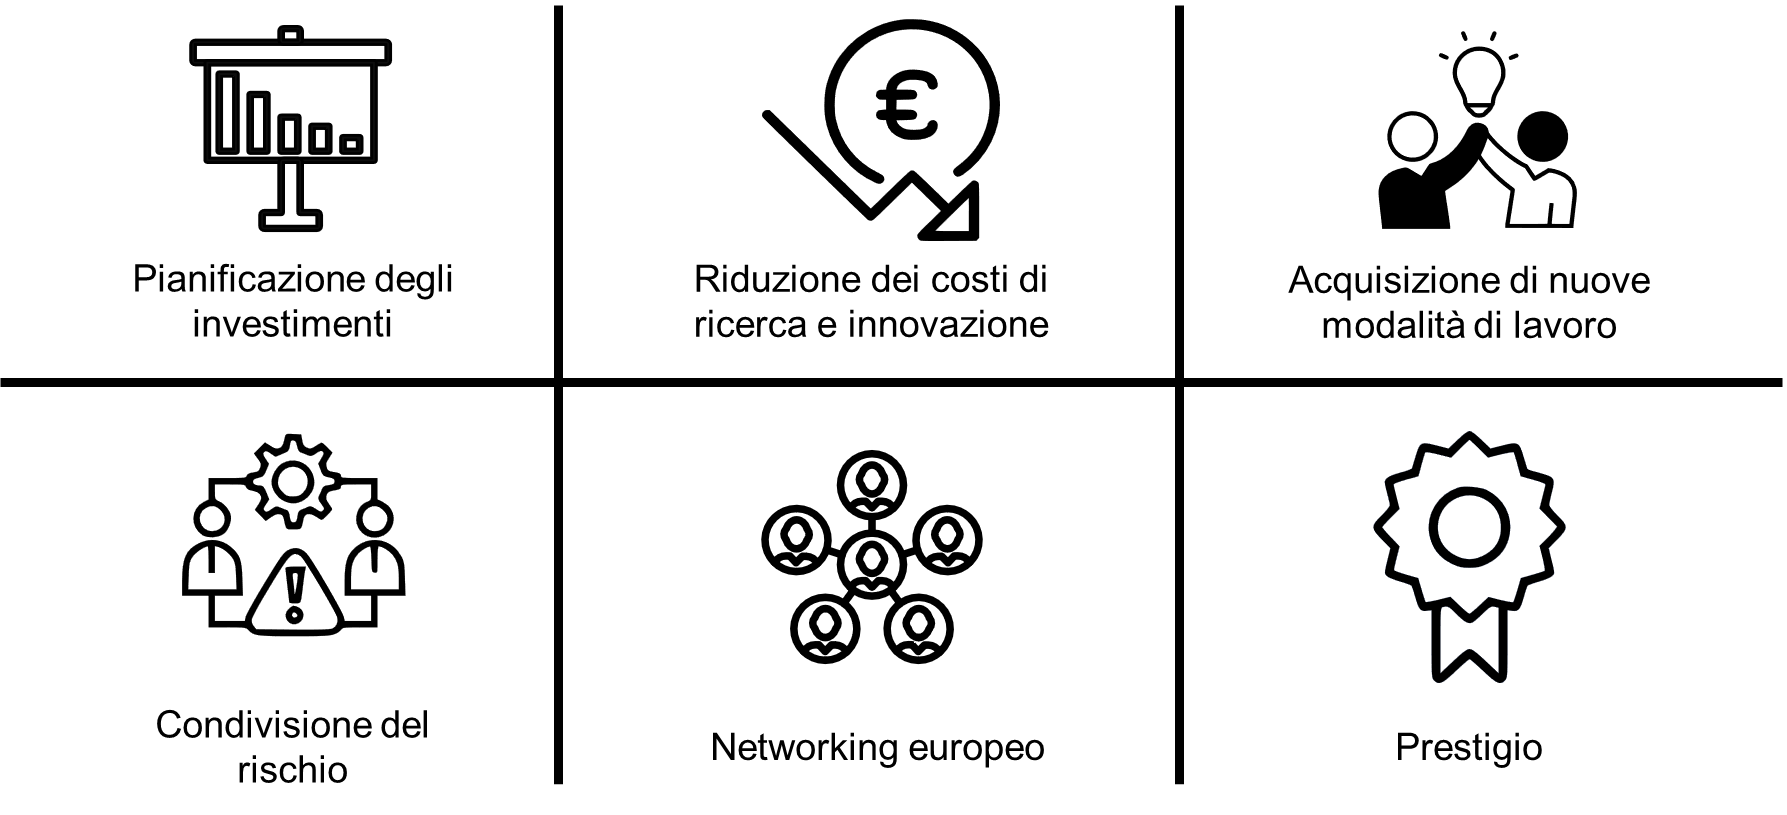 Pianificazione degli
investimenti
€
Riduzione dei costi di
ricerca e innovazione
Acquisizione di nuove
modalità di lavoro
Condivisione del
rischio
Networking europeo
Prestigio